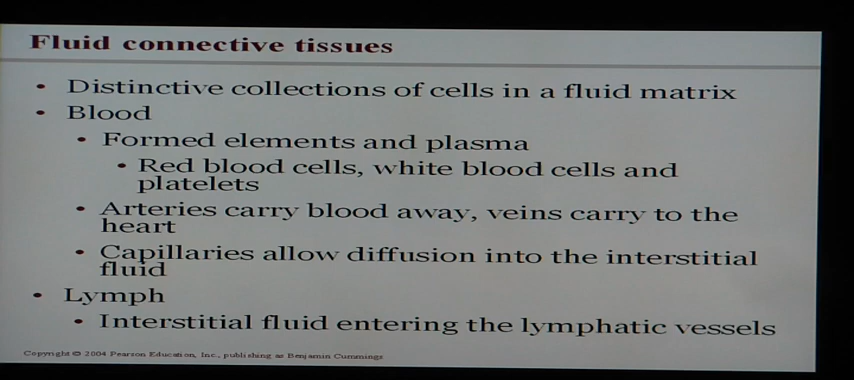 Fluid connective tissues
• Distinctive collections of cells in a fluid matrix
• Blood
• Formed elements and plasma
• Red blood cells, white blood cells and
platelets
• Arteries carry blood away, veins carry to the
heart
• Capillaries allow diffusion into the interstitial
fluid
• Lymph
• Interstitial fluid entering the lymphatic vessels
Copyright © 2004 Pearson Education, Inc., publishing as Benjamin Cummings